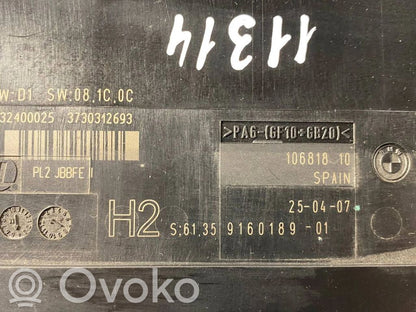 11314
W:D1 SW:08,1C,0C
32400025 3730312693
>PA6-(GF10+GB20)<
106818 10
SPAIN
PL2 JBBFE I
25-04-07
H2
S:61.35 9160189 -01
Ovoko